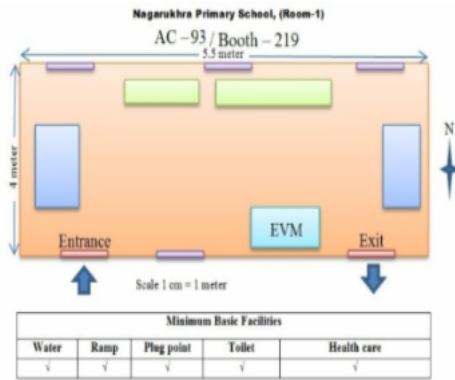 Nagarukhra Primary School, (Room-1)
AC -93/ Booth - 219
5.5 meter
4 meter
N
Entrance
EVM
Exit
Scale 1 cm = 1 meter
Minimum Basic Facilities
Water Ramp Plug point Toilet Health care
√ √ √ √ √